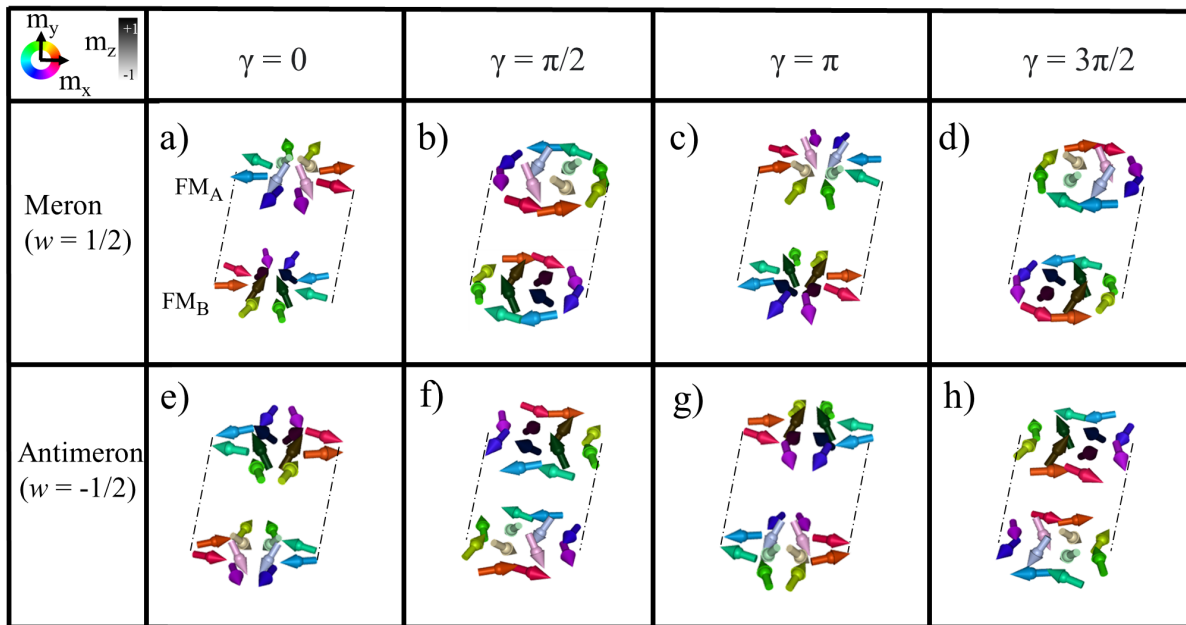 m_y
m_z
+1
-1
m_x
γ = 0
γ = π/2
γ = π
γ = 3π/2
Meron
(w = 1/2)
a)
FM_A
FM_B
b)
c)
d)
Antimeron
(w = -1/2)
e)
f)
g)
h)